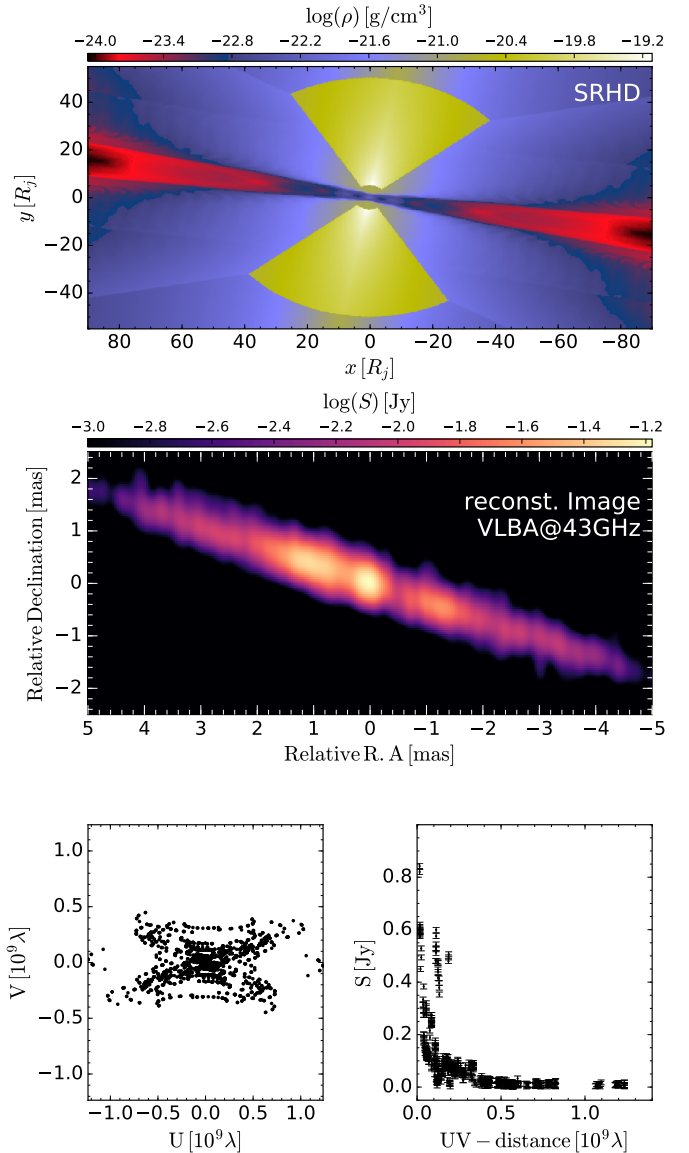 log(ρ) [g/cm³]
−24.0 −23.4 −22.8 −22.2 −21.6 −21.0 −20.4 −19.8 −19.2
SRHD
40
20
0
−20
−40
y [R_j]
80 60 40 20 0 −20 −40 −60 −80
x [R_j]
log(S) [Jy]
−3.0 −2.8 −2.6 −2.4 −2.2 −2.0 −1.8 −1.6 −1.4 −1.2
reconst. Image
VLBA@43GHz
2
1
0
−1
−2
Relative Declination [mas]
5 4 3 2 1 0 −1 −2 −3 −4 −5
Relative R. A [mas]
1.0
0.5
0.0
−0.5
−1.0
V [10⁹ λ]
−1.0 −0.5 0.0 0.5 1.0
U [10⁹ λ]
0.8
0.6
0.4
0.2
0.0
S [Jy]
0.0 0.5 1.0
UV − distance [10⁹ λ]